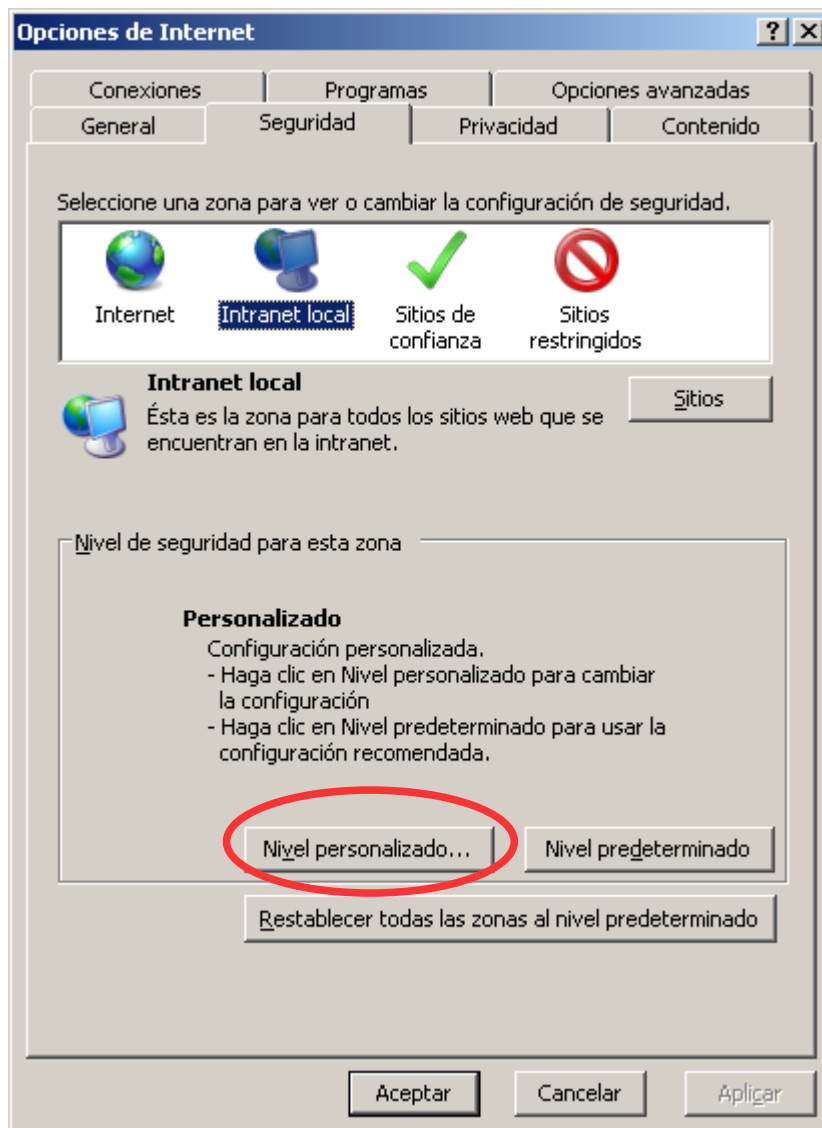 Opciones de Internet
Conexiones
Programas
Opciones avanzadas
General
Seguridad
Privacidad
Contenido
Seleccione una zona para ver o cambiar la configuración de seguridad.
Internet
Intranet local
Sitios de
confianza
Sitios
restringidos
Intranet local
Ésta es la zona para todos los sitios web que se
encuentran en la intranet.
Sitios
Nivel de seguridad para esta zona
Personalizado
Configuración personalizada.
- Haga clic en Nivel personalizado para cambiar
la configuración
- Haga clic en Nivel predeterminado para usar la
configuración recomendada.
Nivel personalizado...
Nivel predeterminado
Restablecer todas las zonas al nivel predeterminado
Aceptar
Cancelar
Aplicar